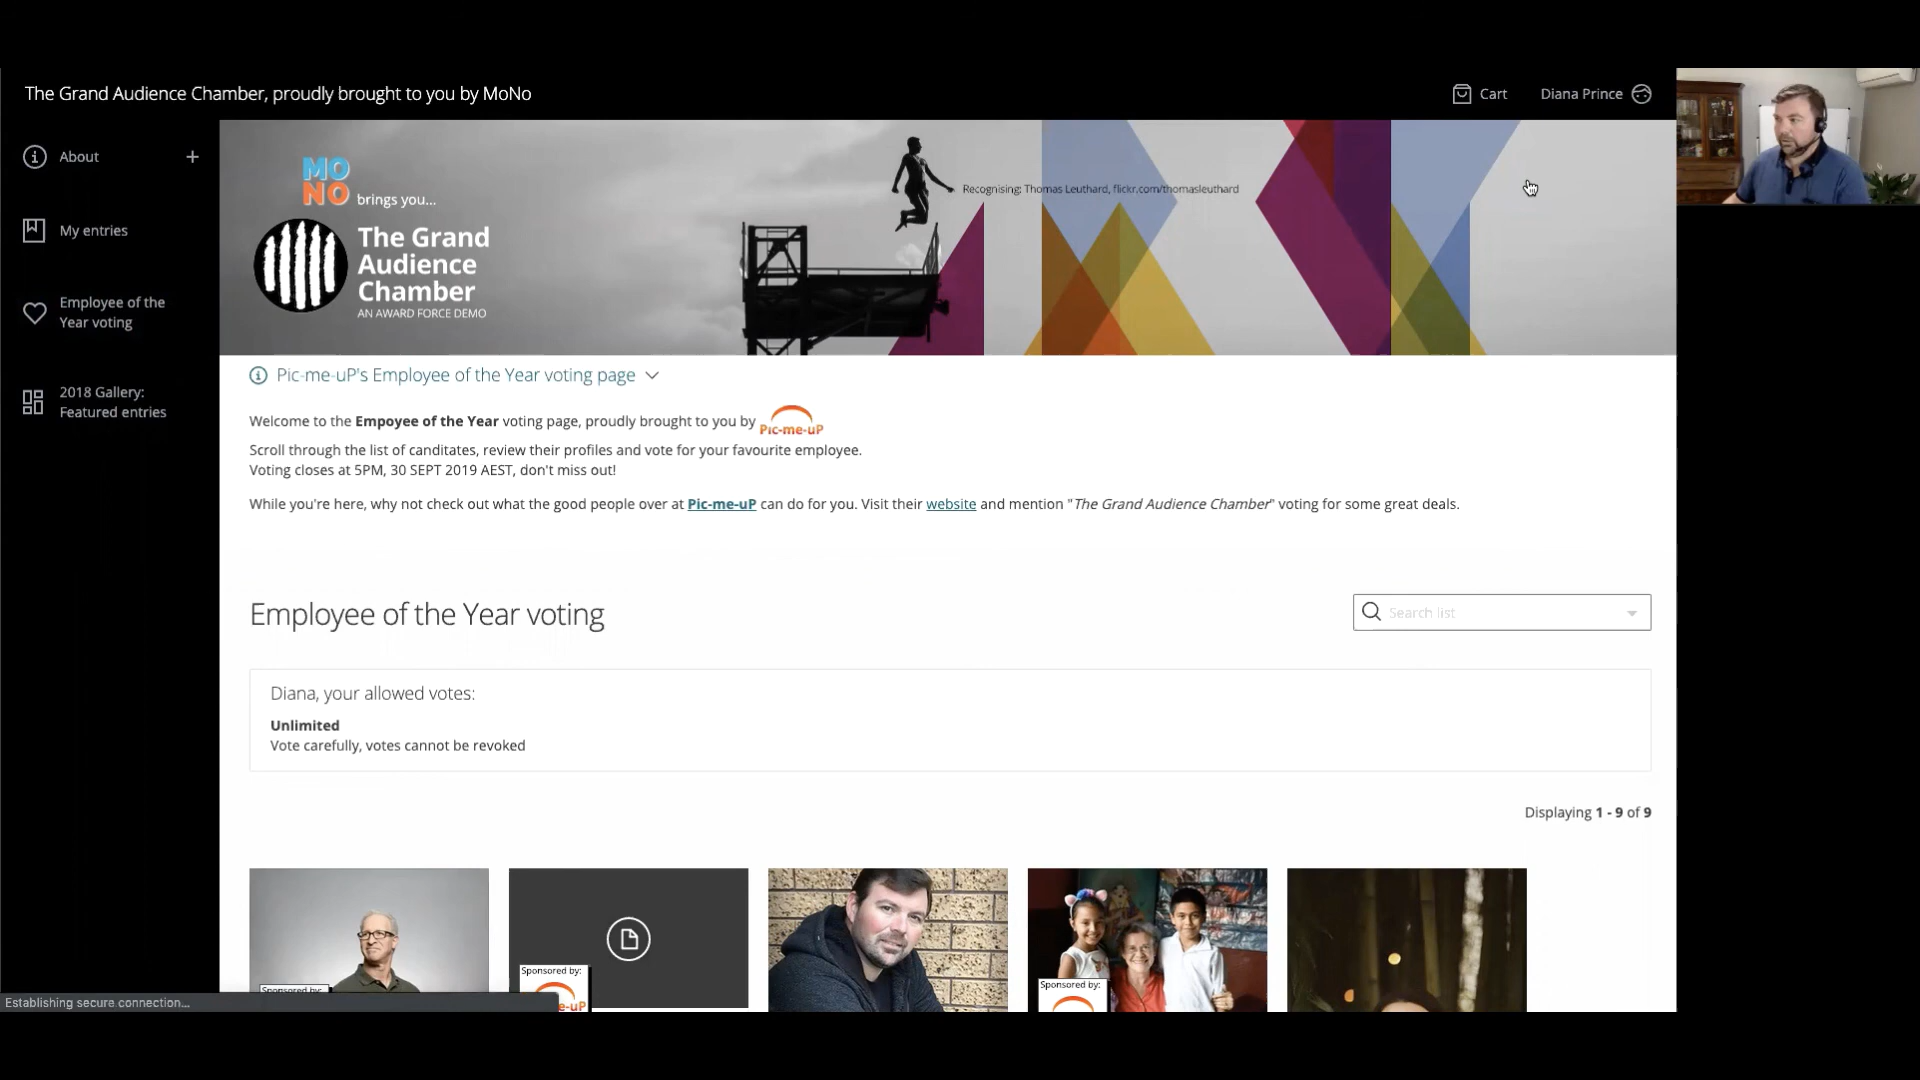 The Grand Audience Chamber, proudly brought to you by MoNo
Cart
Diana Prince
About
My entries
Employee of the
Year voting
2018 Gallery:
Featured entries
MO
NO brings you...
The Grand
Audience
Chamber
AN AWARD FORCE DEMO
Recognising: Thomas Leuthard, flickr.com/thomasleuthard
Pic-me-uP's Employee of the Year voting page
Welcome to the Empoyee of the Year voting page, proudly brought to you by Pic-me-uP
Scroll through the list of canditates, review their profiles and vote for your favourite employee.
Voting closes at 5PM, 30 SEPT 2019 AEST, don't miss out!
While you're here, why not check out what the good people over at Pic-me-uP can do for you. Visit their website and mention "The Grand Audience Chamber" voting for some great deals.
Employee of the Year voting
Search list
Diana, your allowed votes:
Unlimited
Vote carefully, votes cannot be revoked
Displaying 1 - 9 of 9
Sponsored by:
Sponsored by:
e-uP
Sponsored by:
Establishing secure connection...